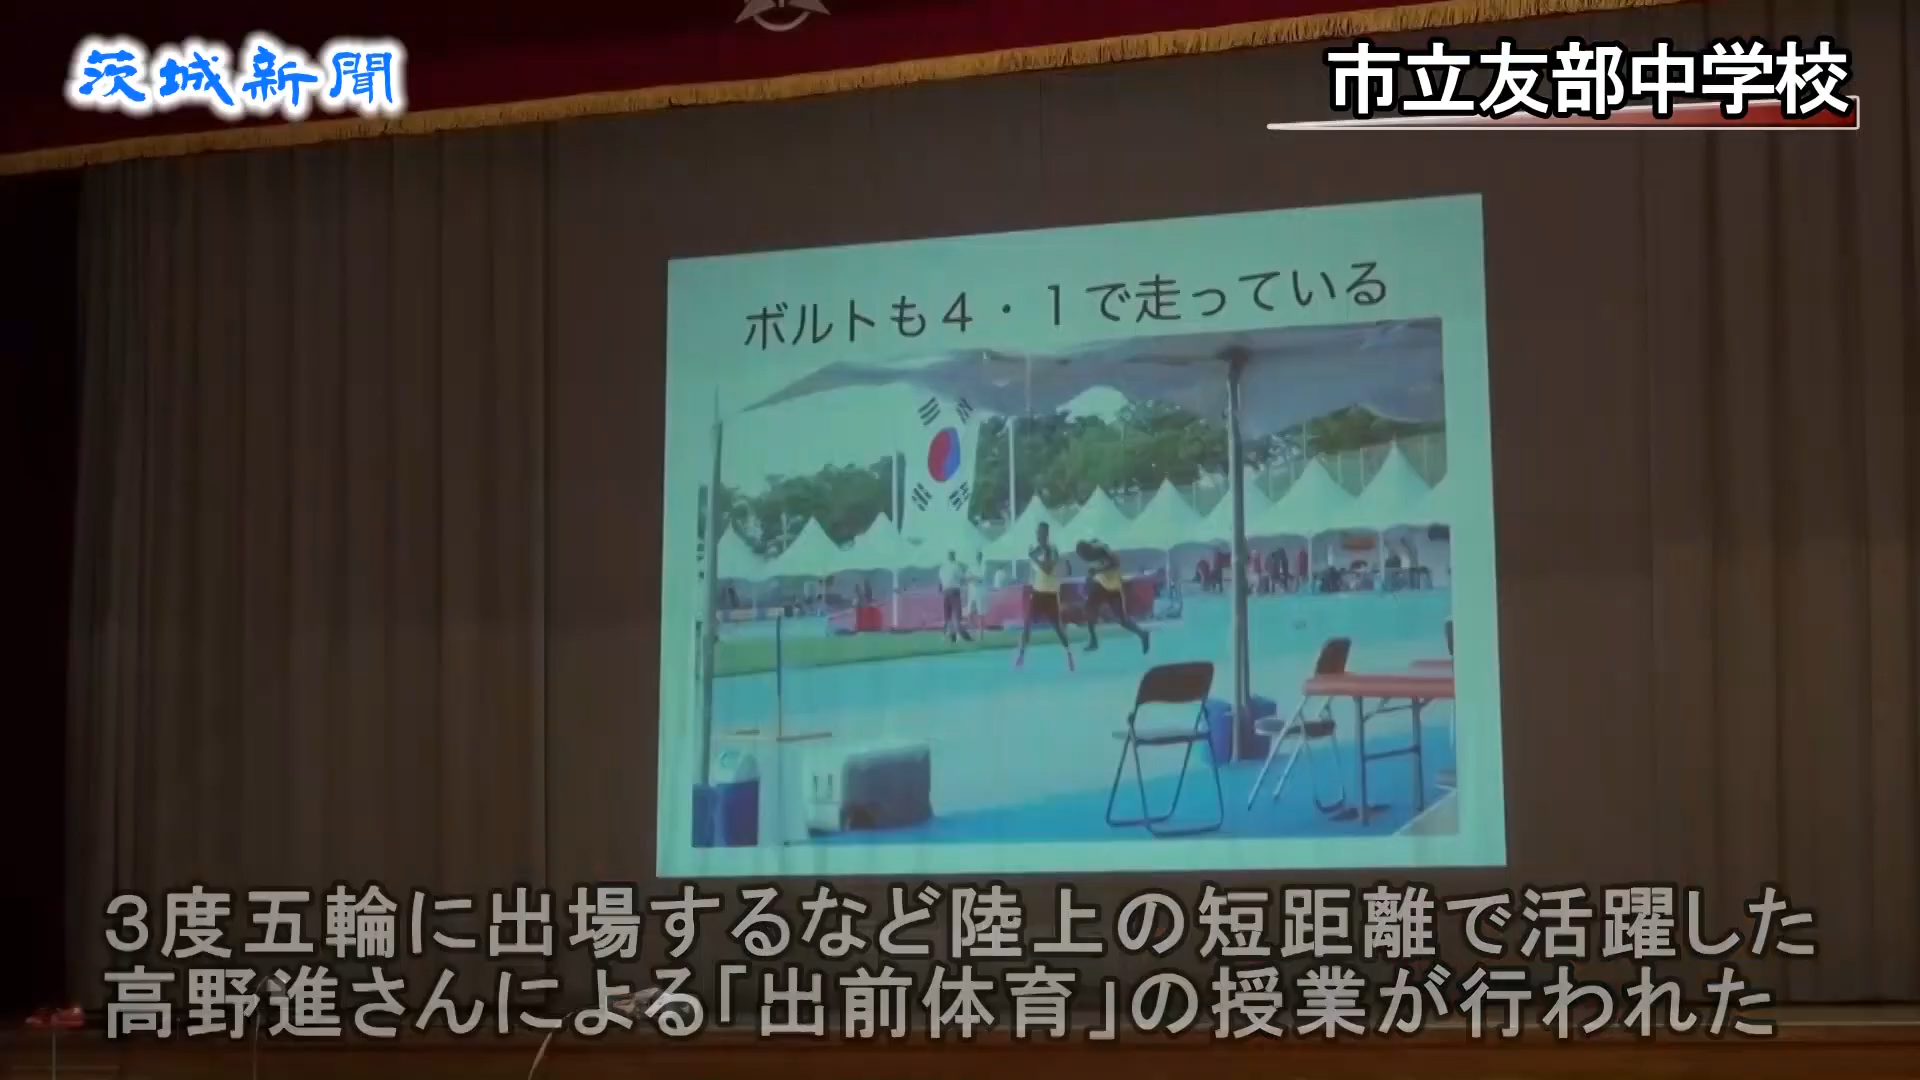 茨城新聞
市立友部中学校
ボルトも4・1で走っている
3度五輪に出場するなど陸上の短距離で活躍した
高野進さんによる「出前体育」の授業が行われた